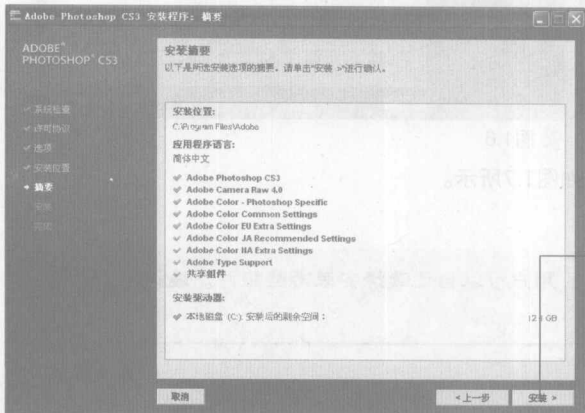 Adobe Photoshop CS3 安装程序: 摘要
ADOBE®
PHOTOSHOP® CS3
系统检查
许可协议
选项
安装位置
摘要
安装
完成
安装摘要
以下是所选安装选项的摘要。请单击“安装 >”进行确认。
安装位置:
C:\Program Files\Adobe
应用程序语言:
简体中文
Adobe Photoshop CS3
Adobe Camera Raw 4.0
Adobe Color - Photoshop Specific
Adobe Color Common Settings
Adobe Color EU Extra Settings
Adobe Color JA Recommended Settings
Adobe Color NA Extra Settings
Adobe Type Support
共享组件
安装驱动器:
本地磁盘 (C:) 安装后的剩余空间:
GB
取消
< 上一步
安装 >